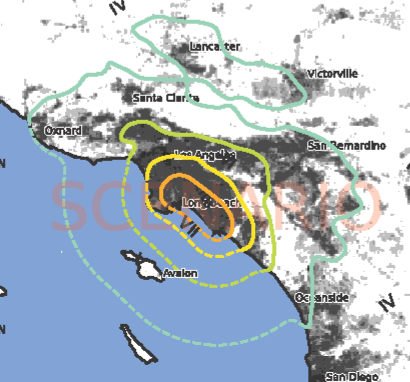 IV
Lancaster
Victorville
Santa Clarita
Oxnard
Los Angeles
San Bernardino
N
SCENARIO
Long Beach
VII
Avalon
Oceanside
IV
N
San Diego